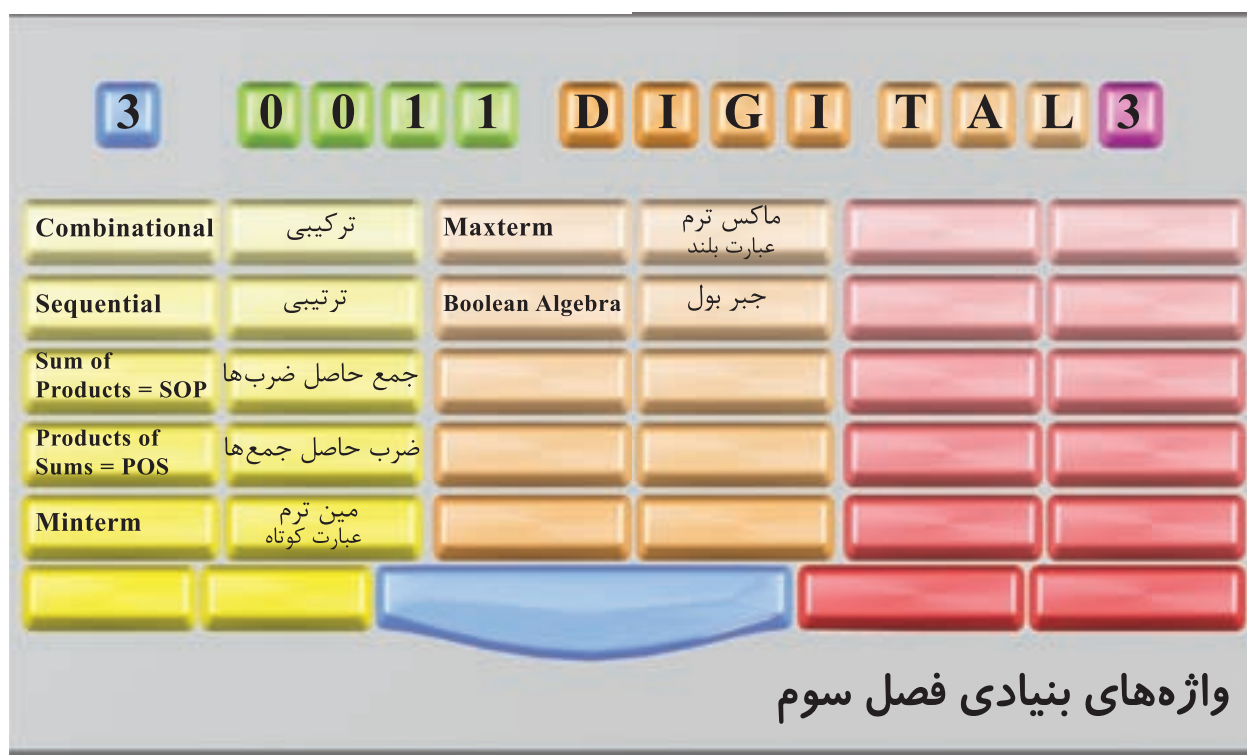 3 0011 DIGITAL 3
Combinational ترکیبی Maxterm ماکس ترم
عبارت بلند
Sequential ترتیبی Boolean Algebra جبر بول
Sum of
Products = SOP جمع حاصل ضرب‌ها
Products of
Sums = POS ضرب حاصل جمع‌ها
Minterm مین ترم
عبارت کوتاه
واژه‌های بنیادی فصل سوم